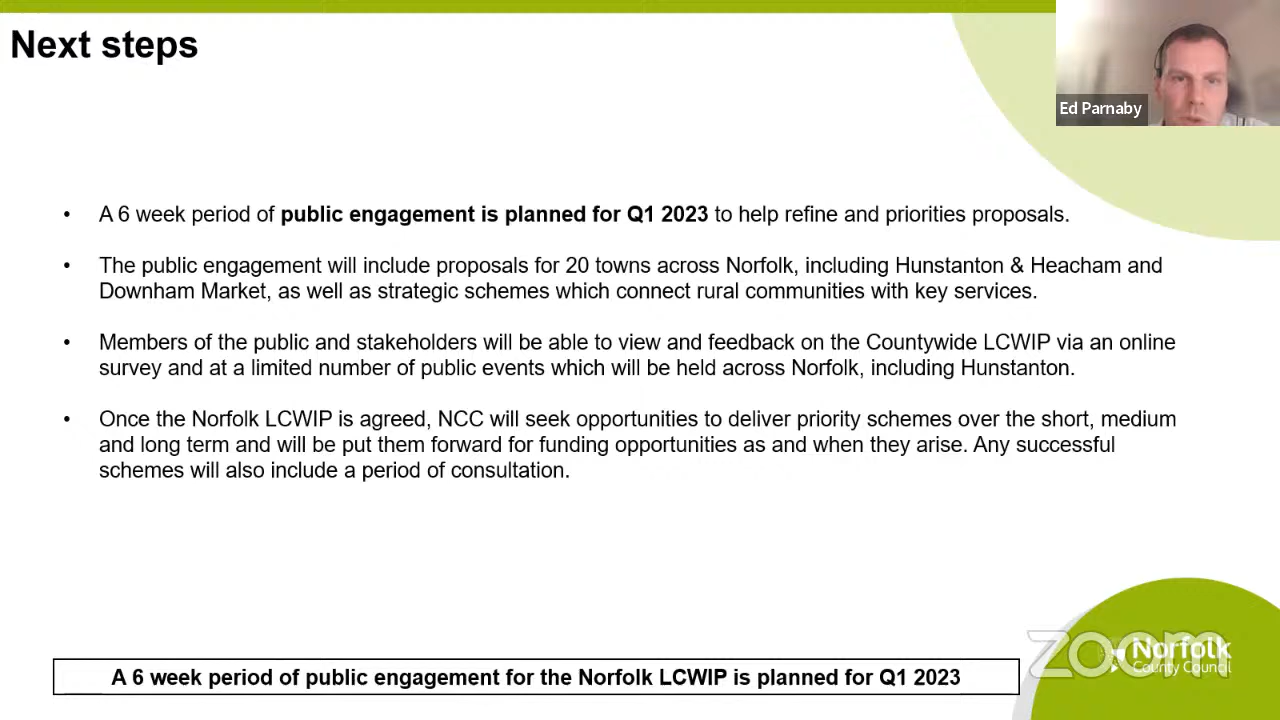 Next steps
Ed Parnaby
• A 6 week period of public engagement is planned for Q1 2023 to help refine and priorities proposals.
• The public engagement will include proposals for 20 towns across Norfolk, including Hunstanton & Heacham and
Downham Market, as well as strategic schemes which connect rural communities with key services.
• Members of the public and stakeholders will be able to view and feedback on the Countywide LCWIP via an online
survey and at a limited number of public events which will be held across Norfolk, including Hunstanton.
• Once the Norfolk LCWIP is agreed, NCC will seek opportunities to deliver priority schemes over the short, medium
and long term and will be put them forward for funding opportunities as and when they arise. Any successful
schemes will also include a period of consultation.
A 6 week period of public engagement for the Norfolk LCWIP is planned for Q1 2023
zoom
Norfolk
County Council